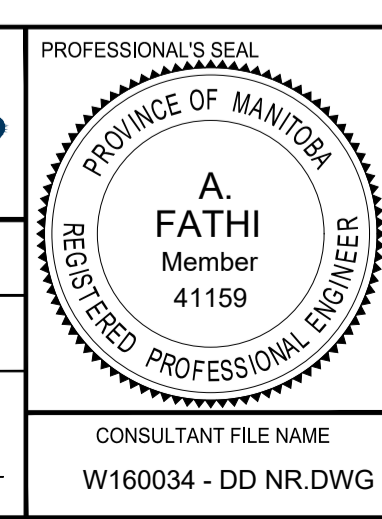 PROFESSIONAL'S SEAL
PROVINCE OF MANITOBA
A.
FATHI
Member
41159
REGISTERED PROFESSIONAL ENGINEER
CONSULTANT FILE NAME
W160034 - DD NR.DWG